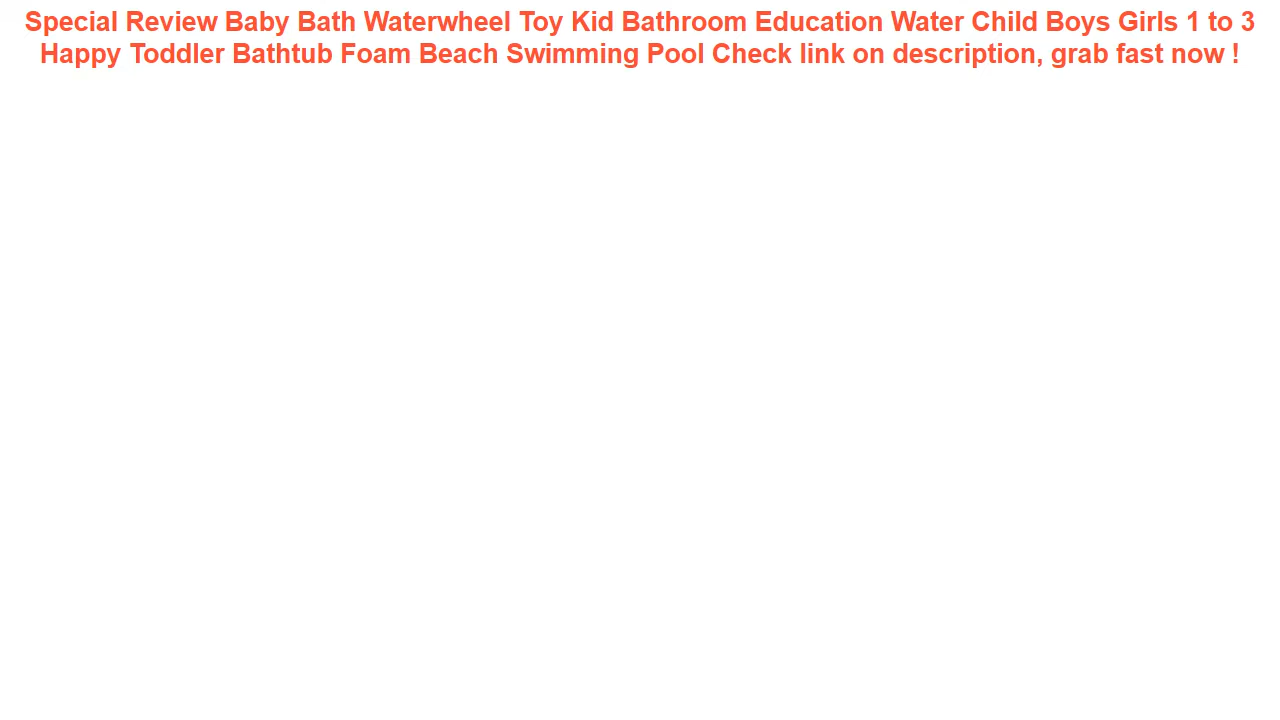 Special Review Baby Bath Waterwheel Toy Kid Bathroom Education Water Child Boys Girls 1 to 3
Happy Toddler Bathtub Foam Beach Swimming Pool Check link on description, grab fast now !